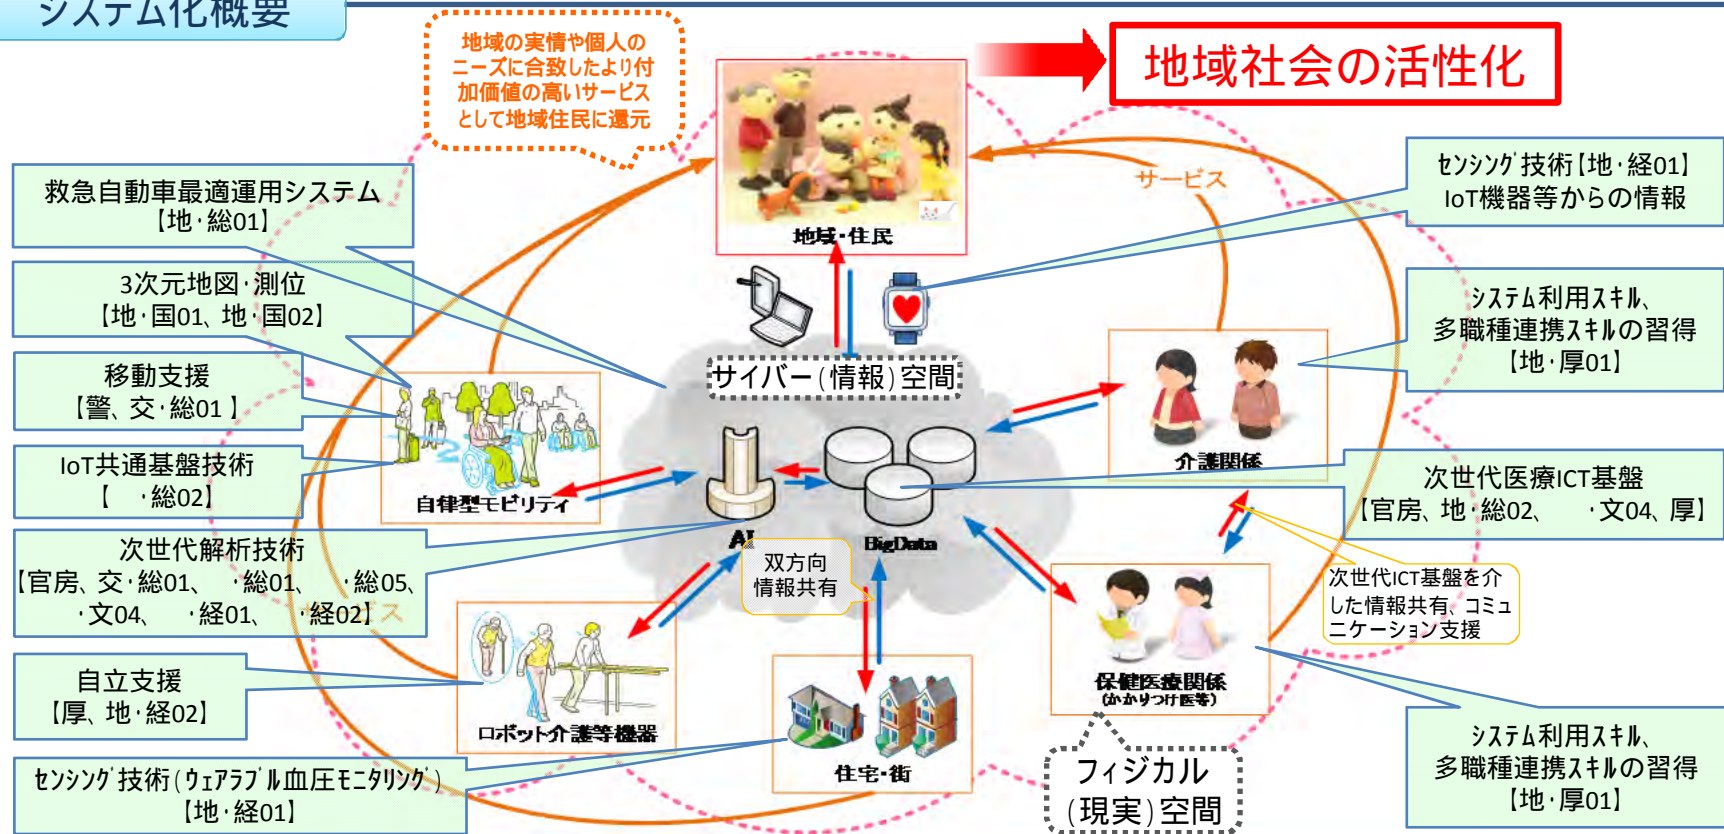 システム化概要
地域の実情や個人の
ニーズに合致したより付
加価値の高いサービス
として地域住民に還元
地域社会の活性化
救急自動車最適運用システム
【地・総01】
3次元地図・測位
【地・国01、地・国02】
移動支援
【警、交・総01 】
IoT共通基盤技術
【　・総02】
次世代解析技術
【官房、交・総01、　・総01、　・総05、
・文04、　・経01、　・経02】
自立支援
【厚、地・経02】
センシング技術(ウェアラブル血圧モニタリング)
【地・経01】
地域・住民
サービス
サイバー(情報)空間
自律型モビリティ
AI
BigData
双方向
情報共有
ロボット介護等機器
住宅・街
介護関係
保健医療関係
(かかりつけ医等)
フィジカル
(現実)空間
センシング技術【地・経01】
IoT機器等からの情報
システム利用スキル、
多職種連携スキルの習得
【地・厚01】
次世代医療ICT基盤
【官房、地・総02、　・文04、厚】
次世代ICT基盤を介
した情報共有、コミュ
ニケーション支援
システム利用スキル、
多職種連携スキルの習得
【地・厚01】